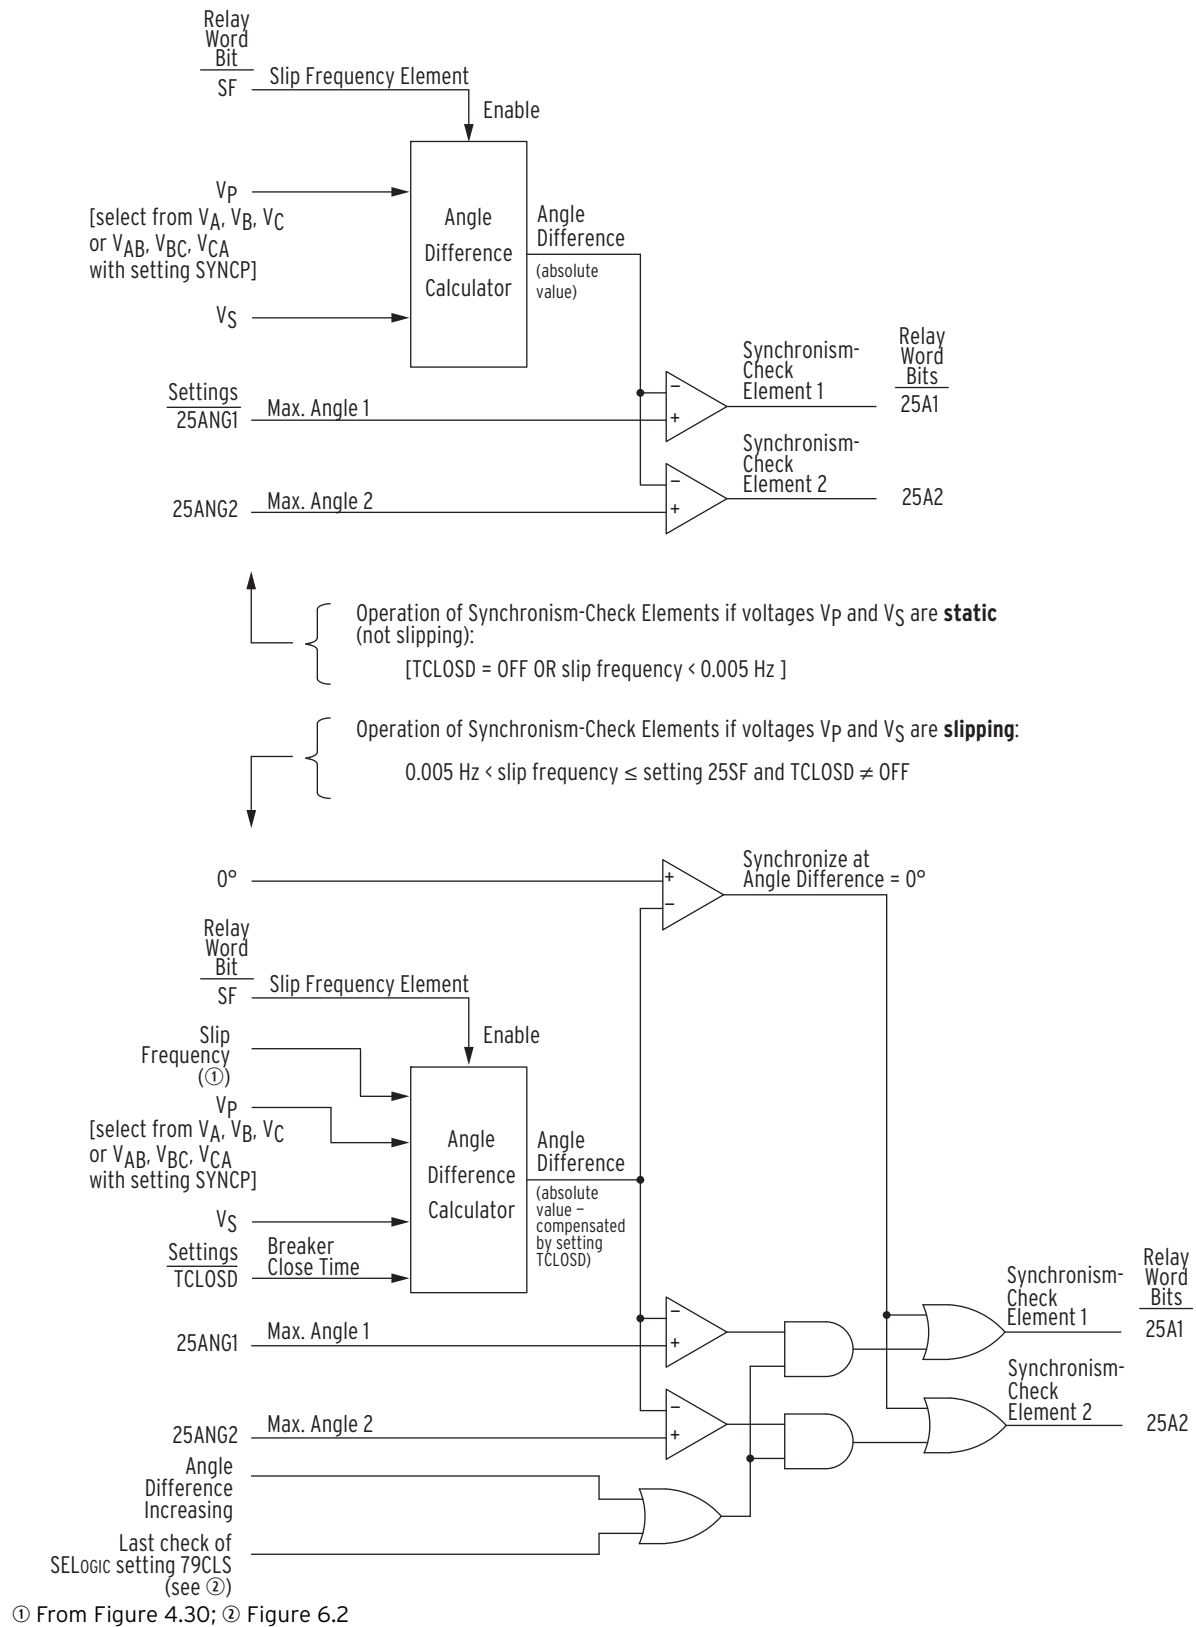 Relay
Word
Bit
SF
Slip Frequency Element
Enable
VP
[select from VA, VB, VC
or VAB, VBC, VCA
with setting SYNCP]
VS
Angle
Difference
Calculator
Angle
Difference
(absolute
value)
Settings
25ANG1
Max. Angle 1
25ANG2
Max. Angle 2
−
+
−
+
Synchronism-
Check
Element 1
Synchronism-
Check
Element 2
Relay
Word
Bits
25A1
25A2
Operation of Synchronism-Check Elements if voltages VP and VS are static
(not slipping):
[TCLOSD = OFF OR slip frequency < 0.005 Hz ]
Operation of Synchronism-Check Elements if voltages VP and VS are slipping:
0.005 Hz < slip frequency ≤ setting 25SF and TCLOSD ≠ OFF
0°
+
−
Synchronize at
Angle Difference = 0°
Relay
Word
Bit
SF
Slip Frequency Element
Enable
Slip
Frequency
(①)
VP
[select from VA, VB, VC
or VAB, VBC, VCA
with setting SYNCP]
VS
Settings
TCLOSD
Breaker
Close Time
Angle
Difference
Calculator
Angle
Difference
(absolute
value –
compensated
by setting
TCLOSD)
25ANG1
Max. Angle 1
−
+
25ANG2
Max. Angle 2
−
+
Angle
Difference
Increasing
Last check of
SELOGIC setting 79CLS
(see ②)
Synchronism-
Check
Element 1
Synchronism-
Check
Element 2
Relay
Word
Bits
25A1
25A2
① From Figure 4.30; ② Figure 6.2